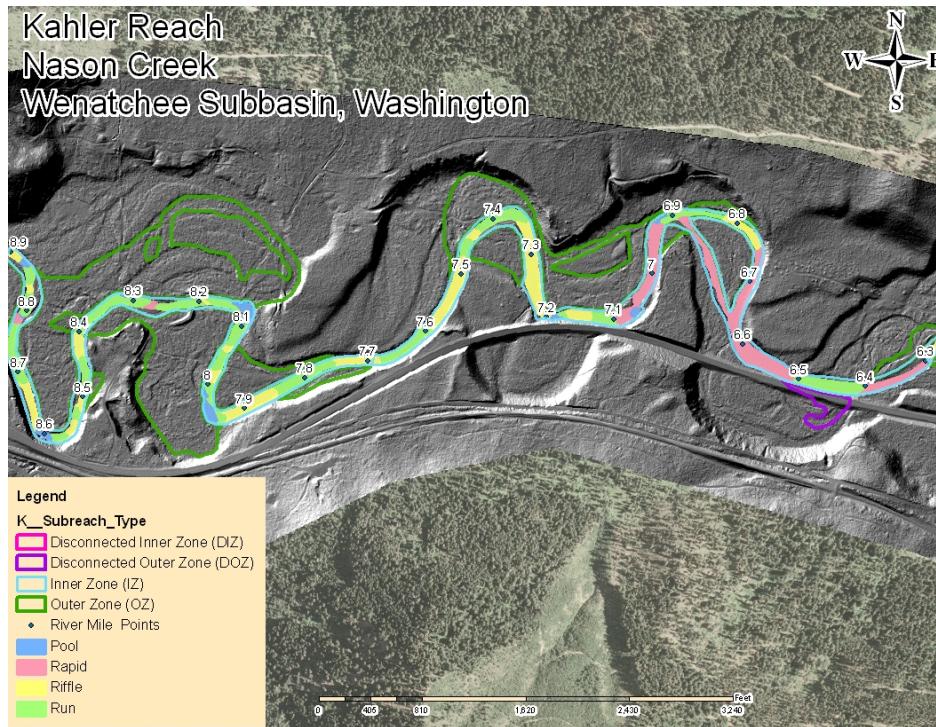 Kahler Reach
Nason Creek
Wenatchee Subbasin, Washington
N
W
E
S
8.9
8.8
8.7
8.6
8.5
8.4
8.3
8.2
8.1
8
7.9
7.8
7.7
7.6
7.5
7.4
7.3
7.2
7.1
7
6.9
6.8
6.7
6.6
6.5
6.4
6.3
Legend
K__Subreach_Type
Disconnected Inner Zone (DIZ)
Disconnected Outer Zone (DOZ)
Inner Zone (IZ)
Outer Zone (OZ)
River Mile Points
Pool
Rapid
Riffle
Run
Feet
0 405 810 1,620 2,430 3,240